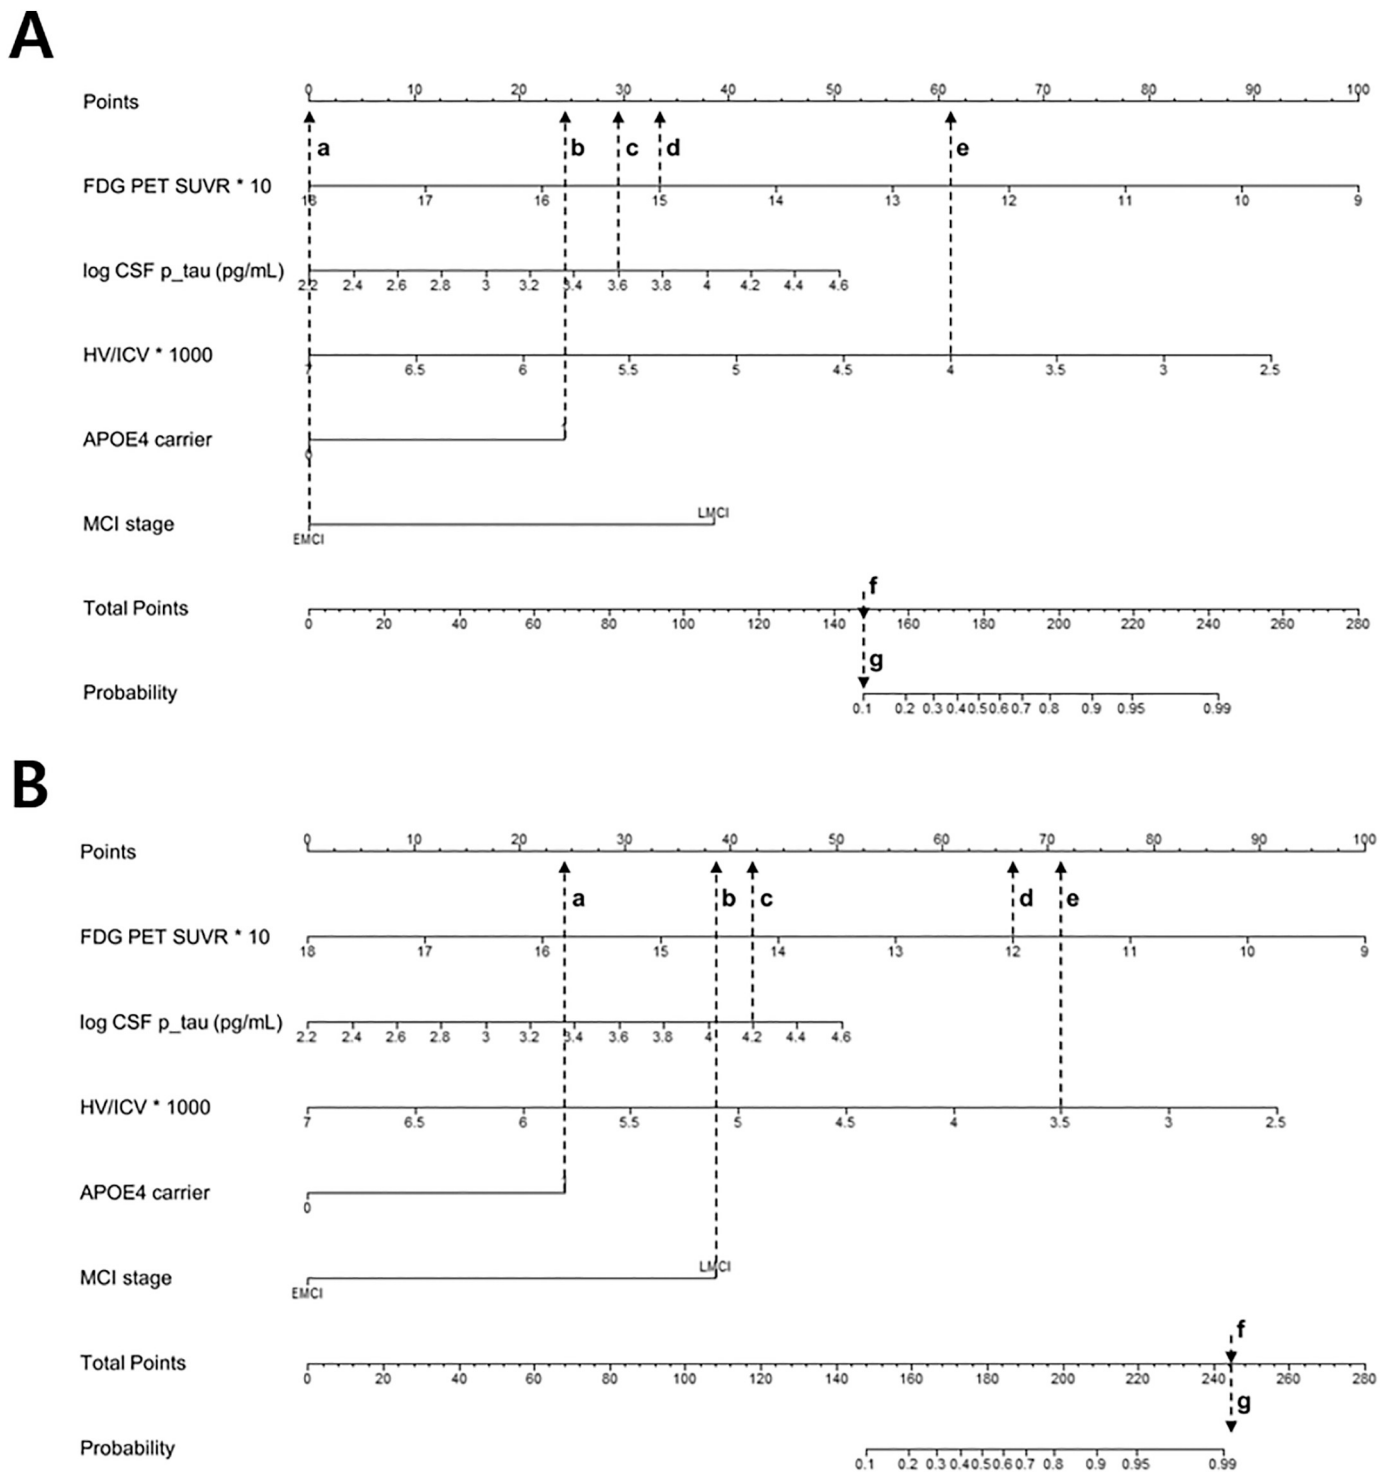 A
Points 0 10 20 30 40 50 60 70 80 90 100
a b c d e
FDG PET SUVR * 10 18 17 16 15 14 13 12 11 10 9
log CSF p_tau (pg/mL) 2.2 2.4 2.6 2.8 3 3.2 3.4 3.6 3.8 4 4.2 4.4 4.6
HV/ICV * 1000 7 6.5 6 5.5 5 4.5 4 3.5 3 2.5
APOE4 carrier 0
LMCI
MCI stage
EMCI
f
Total Points 0 20 40 60 80 100 120 140 160 180 200 220 240 260 280
g
Probability 0.1 0.2 0.3 0.4 0.5 0.6 0.7 0.8 0.9 0.95 0.99
B
Points 0 10 20 30 40 50 60 70 80 90 100
a b c d e
FDG PET SUVR * 10 18 17 16 15 14 13 12 11 10 9
log CSF p_tau (pg/mL) 2.2 2.4 2.6 2.8 3 3.2 3.4 3.6 3.8 4 4.2 4.4 4.6
HV/ICV * 1000 7 6.5 6 5.5 5 4.5 4 3.5 3 2.5
APOE4 carrier 0
LMCI
MCI stage
EMCI
f
Total Points 0 20 40 60 80 100 120 140 160 180 200 220 240 260 280
g
Probability 0.1 0.2 0.3 0.4 0.5 0.6 0.7 0.8 0.9 0.95 0.99